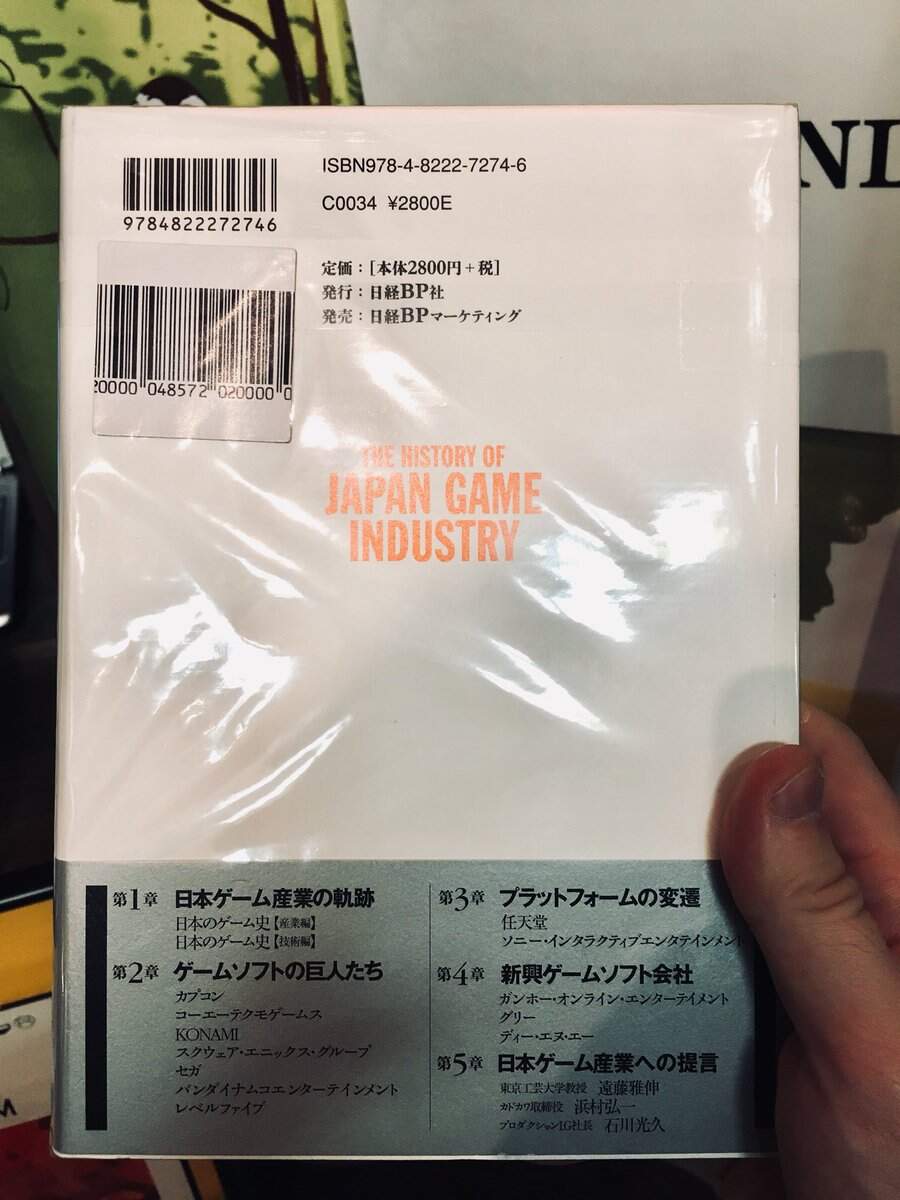 ND
ISBN978-4-8222-7274-6
C0034 ¥2800E
9784822272746
定価：［本体2800円＋税］
発行：日経BP社
発売：日経BPマーケティング
20000 048572 020000 0
THE HISTORY OF
JAPAN GAME
INDUSTRY
第1章 日本ゲーム産業の軌跡
日本のゲーム史【産業編】
日本のゲーム史【技術編】
第2章 ゲームソフトの巨人たち
カプコン
コーエーテクモゲームス
KONAMI
スクウェア・エニックス・グループ
セガ
バンダイナムコエンターテインメント
レベルファイブ
第3章 プラットフォームの変遷
任天堂
ソニー・インタラクティブエンタテインメント
第4章 新興ゲームソフト会社
ガンホー・オンライン・エンターテイメント
グリー
ディー・エヌ・エー
第5章 日本ゲーム産業への提言
東京工芸大学教授 遠藤雅伸
カドカワ取締役 浜村弘一
プロダクションI.G社長 石川光久
M